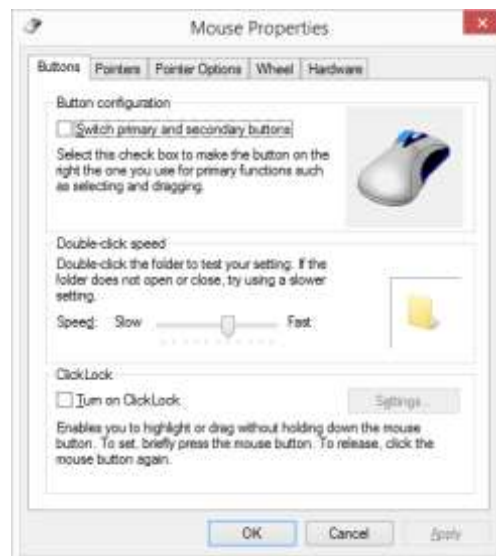 Mouse Properties
Buttons Pointers Pointer Options Wheel Hardware
Button configuration
Switch primary and secondary buttons
Select this check box to make the button on the
right the one you use for primary functions such
as selecting and dragging.
Double-click speed
Double-click the folder to test your setting. If the
folder does not open or close, try using a slower
setting.
Speed: Slow Fast
ClickLock
Turn on ClickLock Settings...
Enables you to highlight or drag without holding down the mouse
button. To set, briefly press the mouse button. To release, click the
mouse button again.
OK Cancel Apply